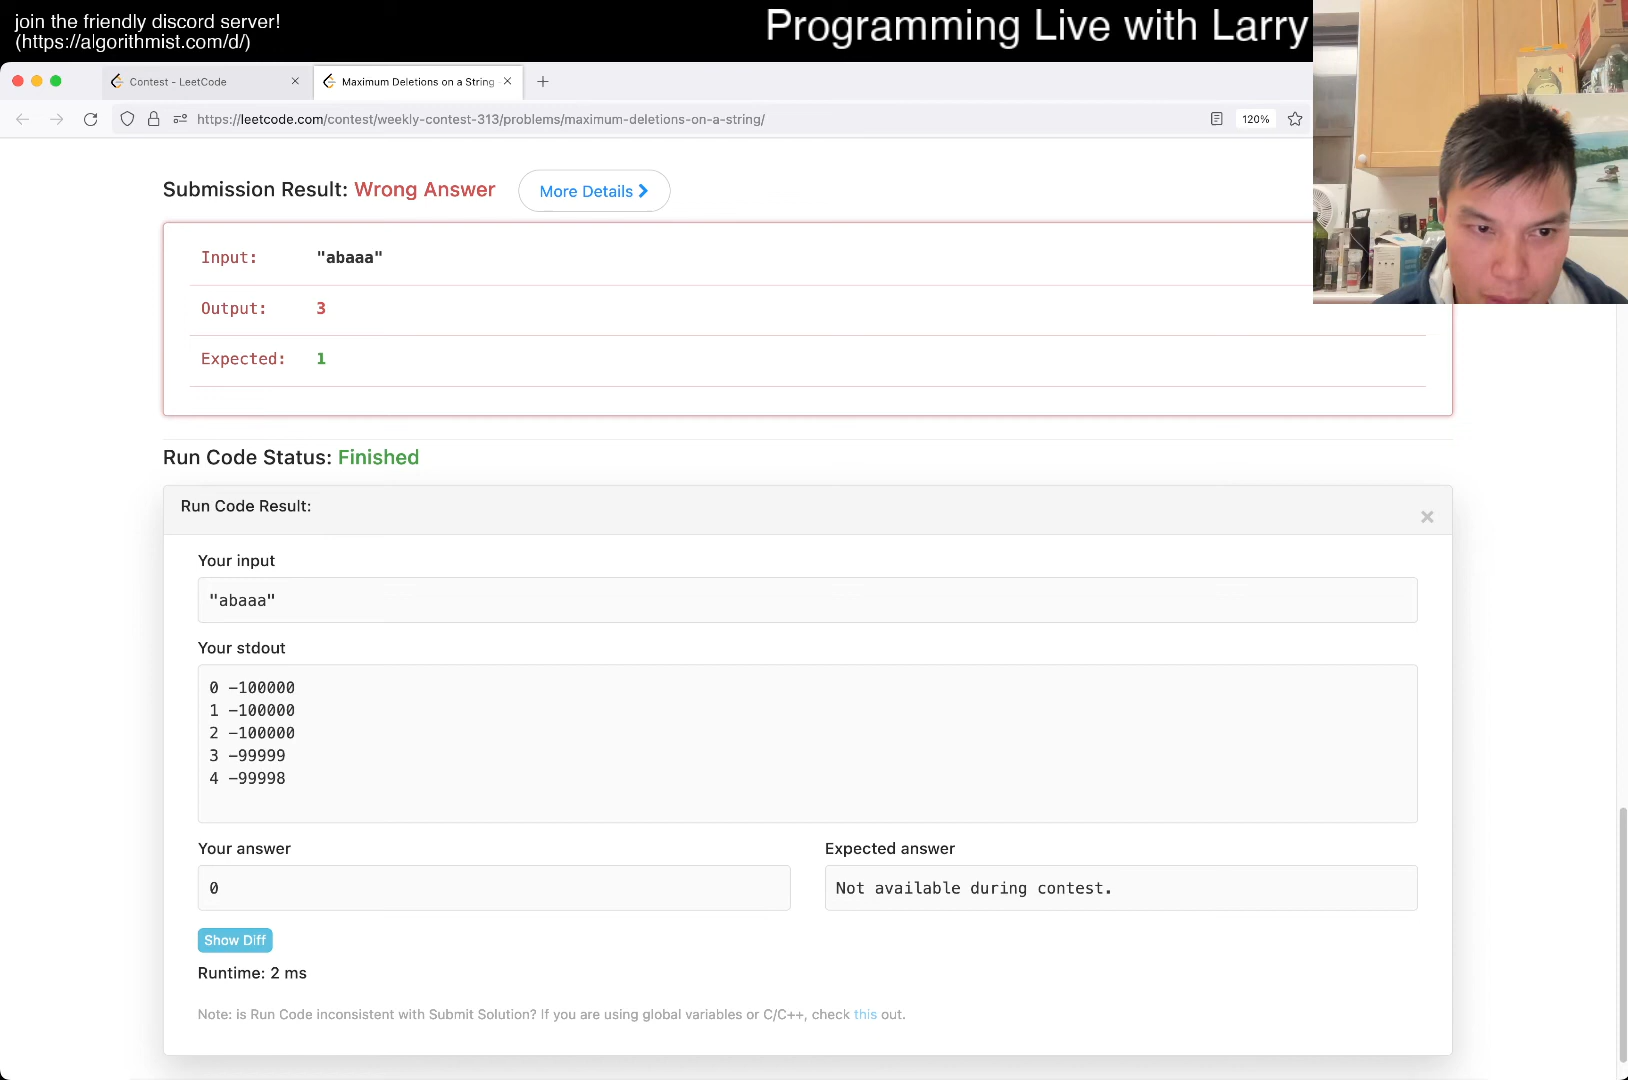 join the friendly discord server!
(https://algorithmist.com/d/)
Programming Live with Larry
Contest - LeetCode
Maximum Deletions on a String
https://leetcode.com/contest/weekly-contest-313/problems/maximum-deletions-on-a-string/
120%
Submission Result: Wrong Answer
More Details
Input: "abaaa"
Output: 3
Expected: 1
Run Code Status: Finished
Run Code Result:
Your input
"abaaa"
Your stdout
0 -100000
1 -100000
2 -100000
3 -99999
4 -99998
Your answer
Expected answer
0
Not available during contest.
Show Diff
Runtime: 2 ms
Note: is Run Code inconsistent with Submit Solution? If you are using global variables or C/C++, check this out.